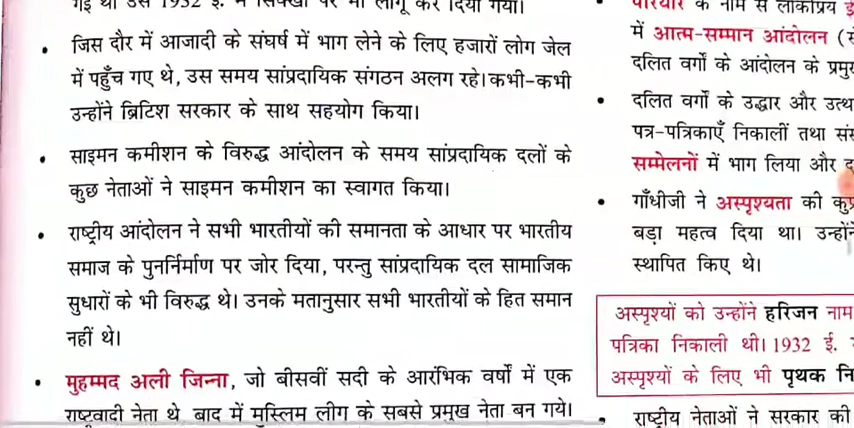 गई थी उसे 1932 ई. में सिक्खों पर भी लागू कर दिया गया।
• जिस दौर में आजादी के संघर्ष में भाग लेने के लिए हजारों लोग जेल
में पहुँच गए थे, उस समय सांप्रदायिक संगठन अलग रहे।कभी-कभी
उन्होंने ब्रिटिश सरकार के साथ सहयोग किया।
• साइमन कमीशन के विरुद्ध आंदोलन के समय सांप्रदायिक दलों के
कुछ नेताओं ने साइमन कमीशन का स्वागत किया।
• राष्ट्रीय आंदोलन ने सभी भारतीयों की समानता के आधार पर भारतीय
समाज के पुनर्निर्माण पर जोर दिया, परन्तु सांप्रदायिक दल सामाजिक
सुधारों के भी विरुद्ध थे। उनके मतानुसार सभी भारतीयों के हित समान
नहीं थे।
• मुहम्मद अली जिन्ना, जो बीसवीं सदी के आरंभिक वर्षों में एक
राष्ट्रवादी नेता थे, बाद में मुस्लिम लीग के सबसे प्रमुख नेता बन गये।
• पेरियार के नाम से लोकप्रिय
में आत्म-सम्मान आंदोलन
दलित वर्गों के आंदोलन के
• दलित वर्गों के उद्धार और
पत्र-पत्रिकाएँ निकालीं तथा
सम्मेलनों में भाग लिया और
• गाँधीजी ने अस्पृश्यता की
बड़ा महत्व दिया था। उन्होंने
स्थापित किए थे।
अस्पृश्यों को उन्होंने हरिजन नाम
पत्रिका निकाली थी। 1932 ई.
अस्पृश्यों के लिए भी पृथक नि
• राष्ट्रीय नेताओं ने सरकार की